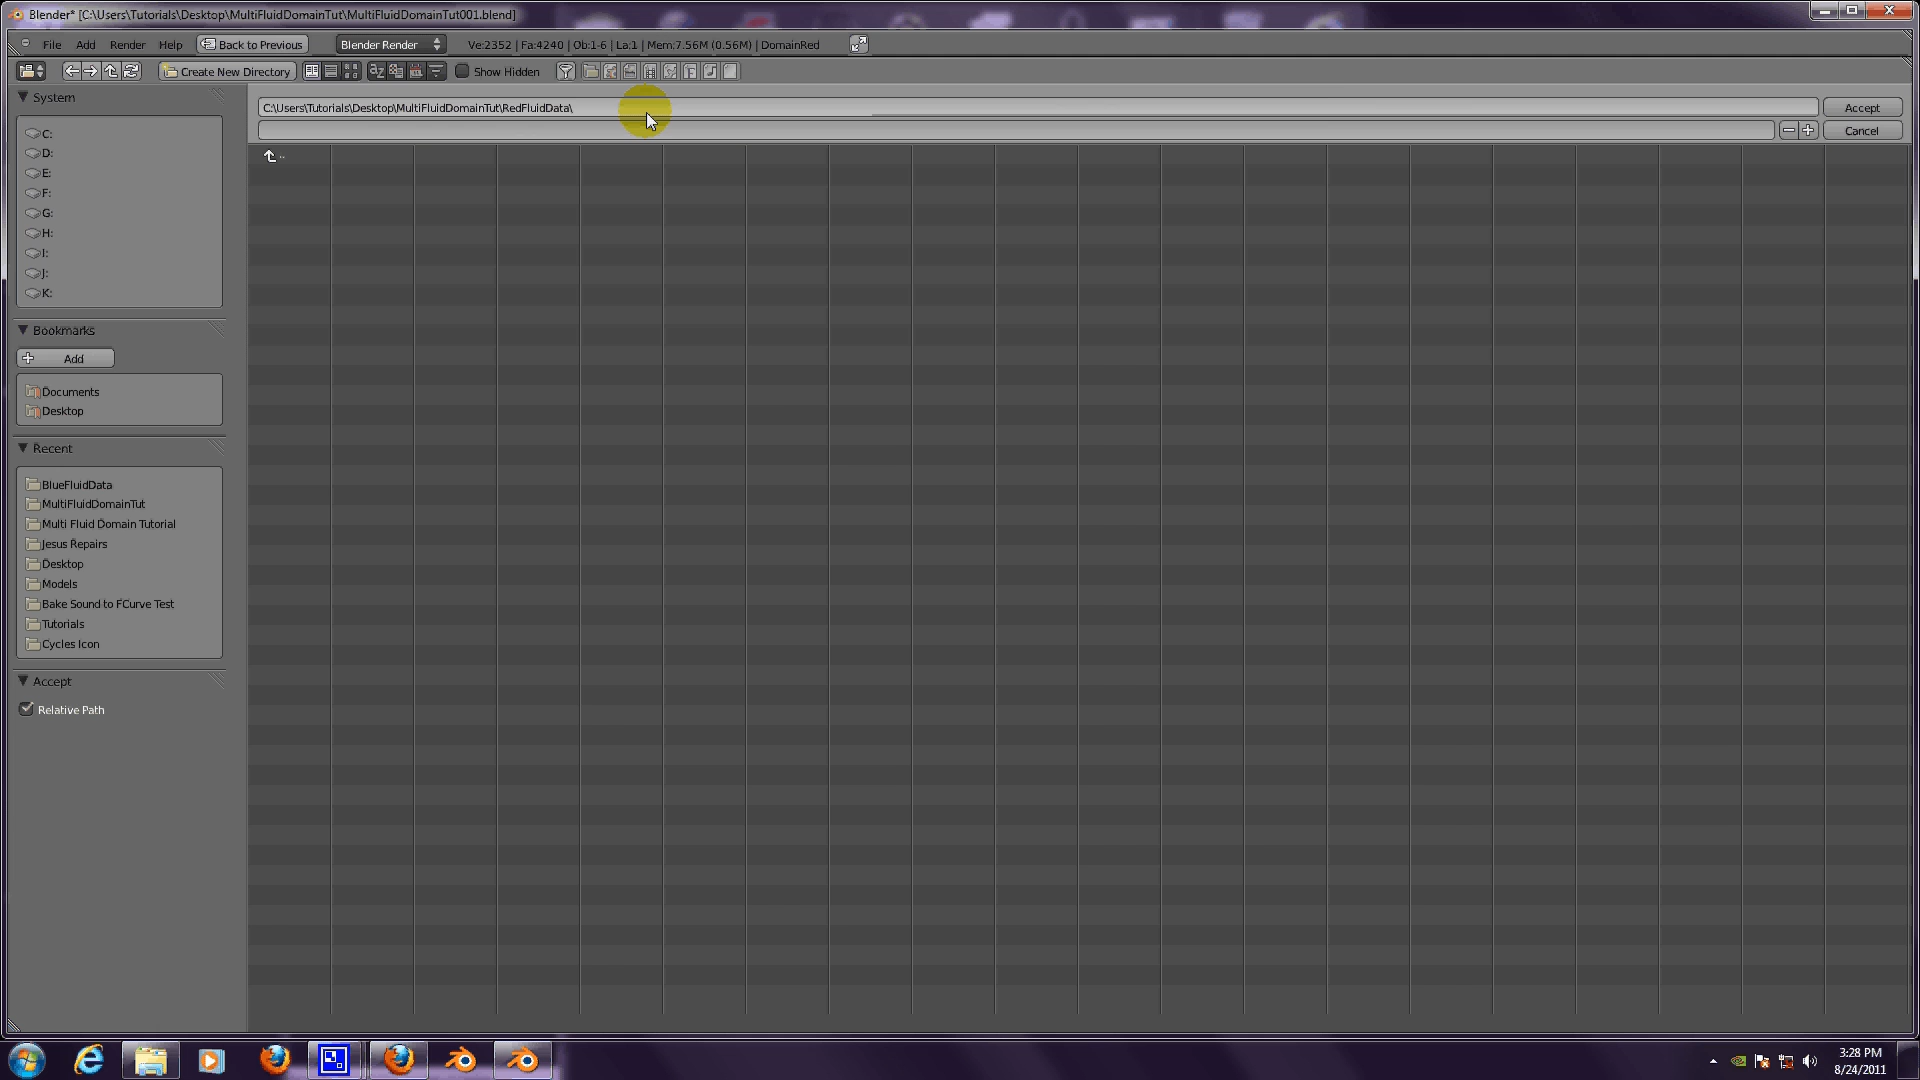 Blender* [C:\Users\Tutorials\Desktop\MultiFluidDomainTut\MultiFluidDomainTut001.blend]
File Add Render Help Back to Previous Blender Render Ve:2352 | Fa:4240 | Ob:1-6 | La:1 | Mem:7.56M (0.56M) | DomainRed
Create New Directory Show Hidden
System
C:\Users\Tutorials\Desktop\MultiFluidDomainTut\RedFluidData\ Accept
Cancel
..
C:
D:
E:
F:
G:
H:
I:
J:
K:
Bookmarks
Add
Documents
Desktop
Recent
BlueFluidData
MultiFluidDomainTut
Multi Fluid Domain Tutorial
Jesus Repairs
Desktop
Models
Bake Sound to FCurve Test
Tutorials
Cycles Icon
Accept
Relative Path
3:28 PM
8/24/2011